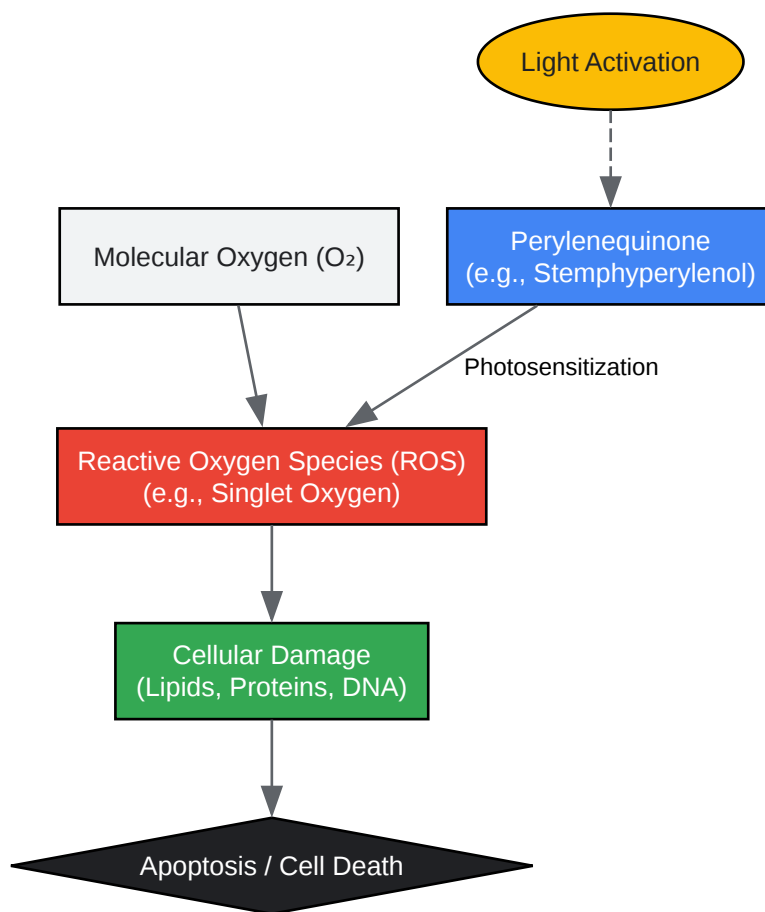 Light Activation
Molecular Oxygen (O₂)
Perylenequinone
(e.g., Stemphyperylenol)
Photosensitization
Reactive Oxygen Species (ROS)
(e.g., Singlet Oxygen)
Cellular Damage
(Lipids, Proteins, DNA)
Apoptosis / Cell Death